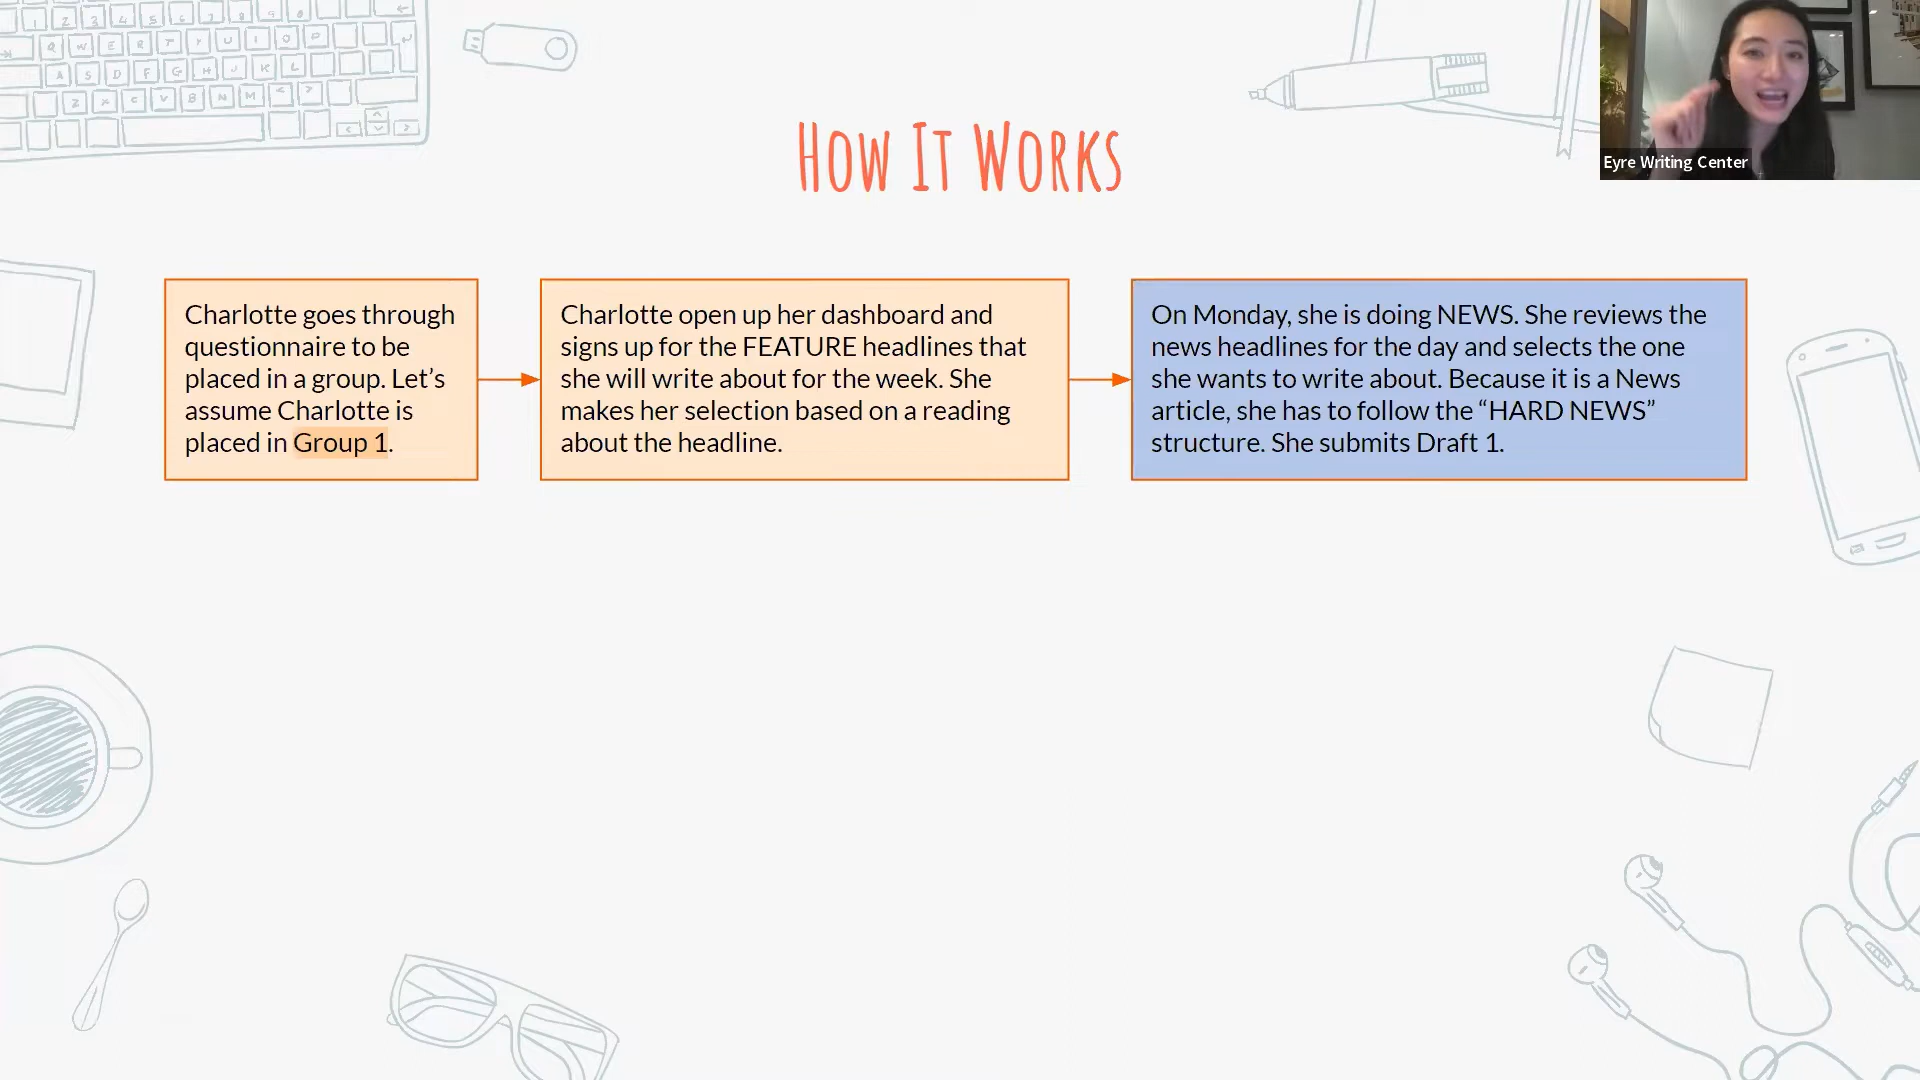 How It Works
Eyre Writing Center
Charlotte goes through
questionnaire to be
placed in a group. Let’s
assume Charlotte is
placed in Group 1.
Charlotte open up her dashboard and
signs up for the FEATURE headlines that
she will write about for the week. She
makes her selection based on a reading
about the headline.
On Monday, she is doing NEWS. She reviews the
news headlines for the day and selects the one
she wants to write about. Because it is a News
article, she has to follow the “HARD NEWS”
structure. She submits Draft 1.